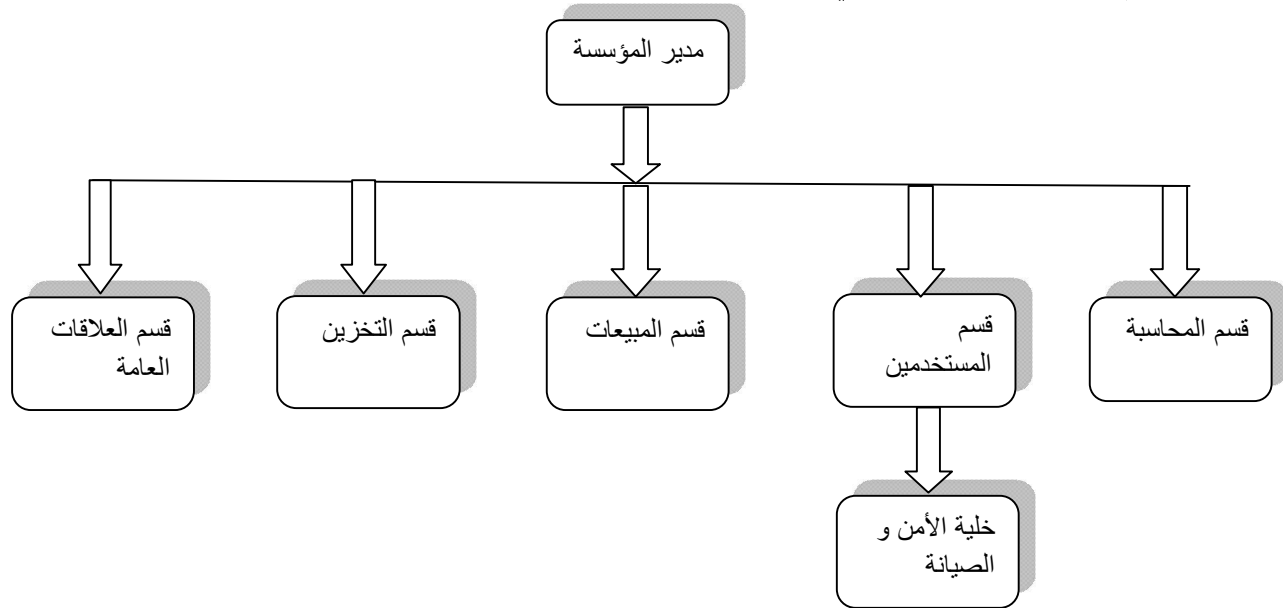 مدير المؤسسة
قسم المحاسبة
قسم
المستخدمين
قسم المبيعات
قسم التخزين
قسم العلاقات
العامة
خلية الأمن و
الصيانة